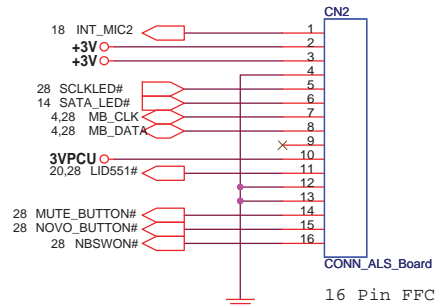 CN2
18 INT_MIC2 1
+3V 2
+3V 3
4
28 SCLKLED# 5
14 SATA_LED# 6
4,28 MB_CLK 7
4,28 MB_DATA 8
9
3VPCU 10
20,28 LID551# 11
12
13
28 MUTE_BUTTON# 14
28 NOVO_BUTTON# 15
28 NBSWON# 16
CONN_ALS_Board
16 Pin FFC